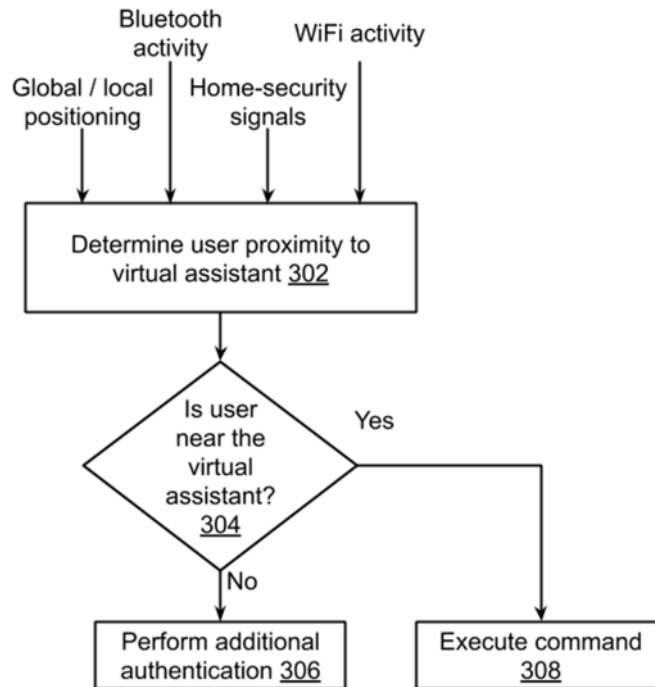 Bluetooth
activity
WiFi activity
Global / local
positioning
Home-security
signals
Determine user proximity to
virtual assistant 302
Is user
near the
virtual
assistant?
304
Yes
No
Perform additional
authentication 306
Execute command
308